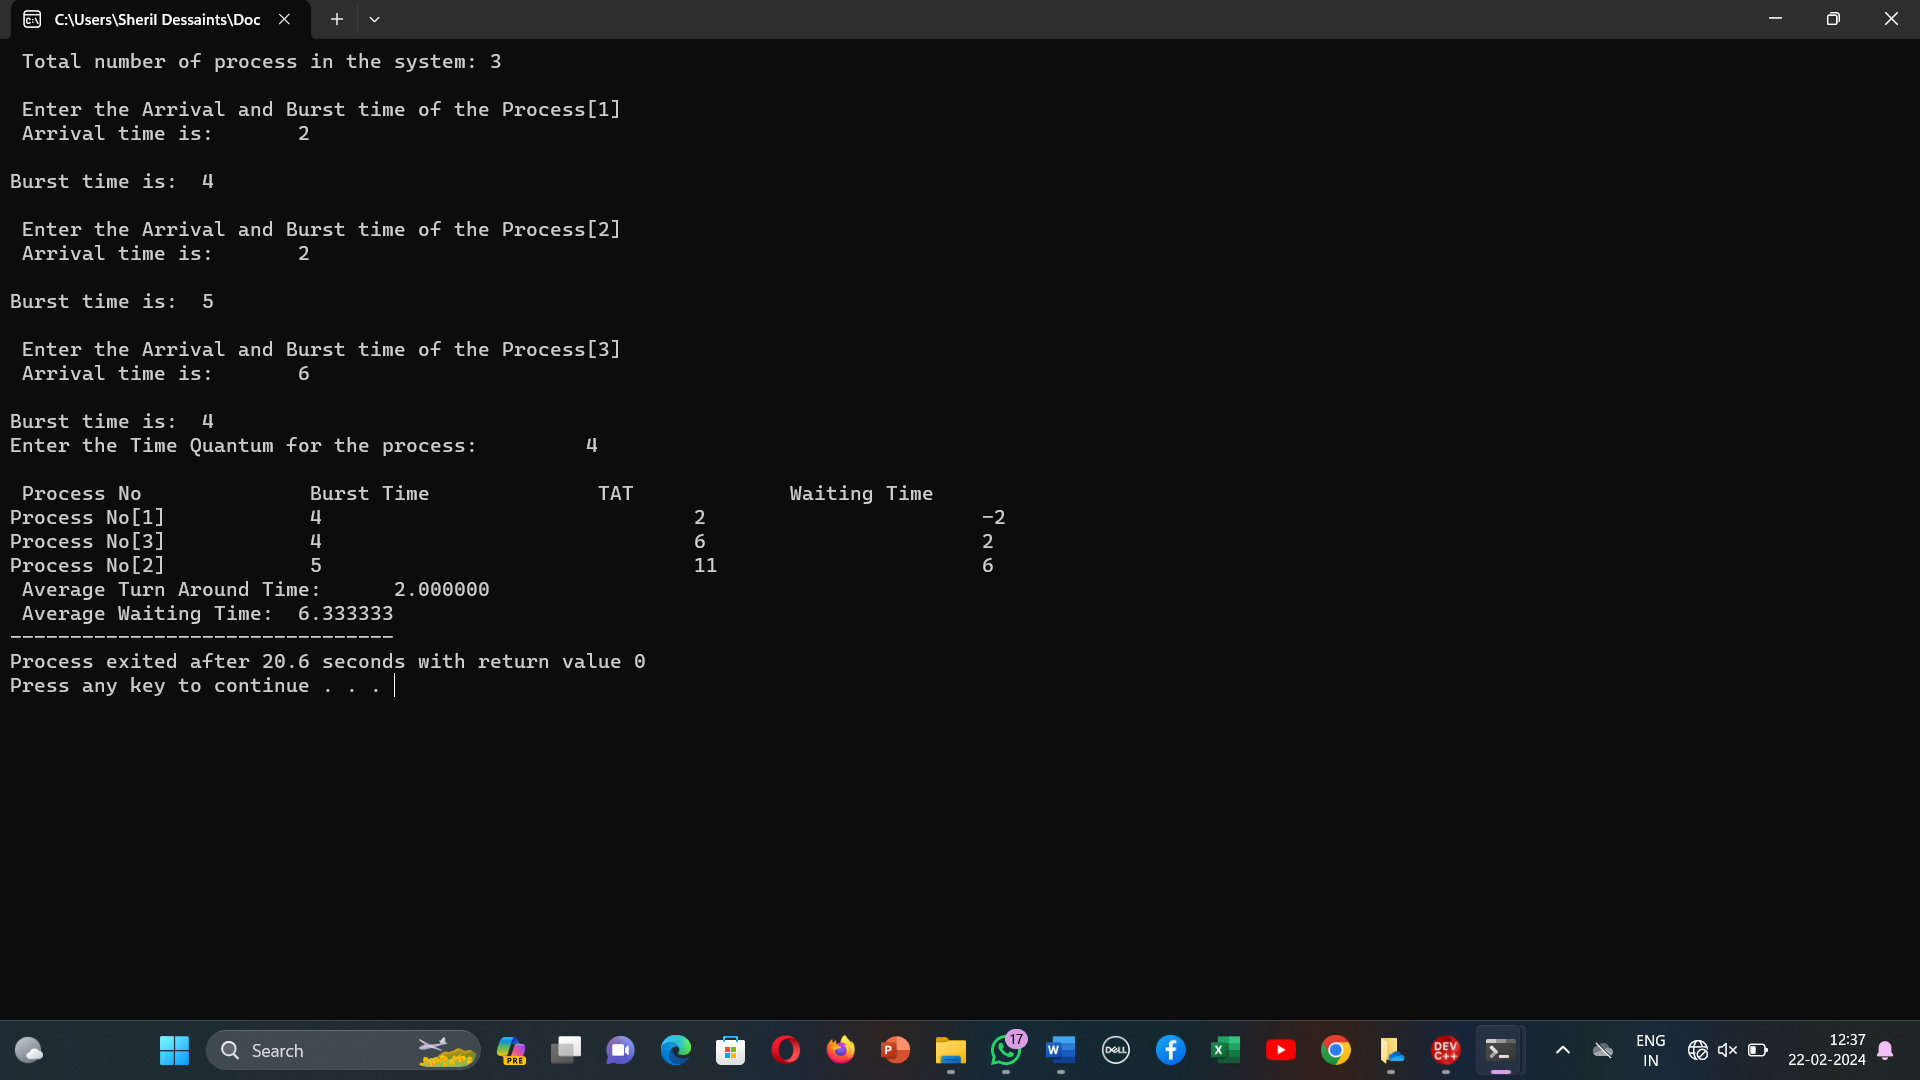 C:\Users\Sheril Dessaints\Doc
Total number of process in the system: 3
Enter the Arrival and Burst time of the Process[1]
Arrival time is: 2
Burst time is: 4
Enter the Arrival and Burst time of the Process[2]
Arrival time is: 2
Burst time is: 5
Enter the Arrival and Burst time of the Process[3]
Arrival time is: 6
Burst time is: 4
Enter the Time Quantum for the process: 4
Process No Burst Time TAT Waiting Time
Process No[1] 4 2 -2
Process No[3] 4 6 2
Process No[2] 5 11 6
Average Turn Around Time: 2.000000
Average Waiting Time: 6.333333
--------------------------------
Process exited after 20.6 seconds with return value 0
Press any key to continue . . .
Search
PRE
P
17
W
DELL
X
DEV
C++
ENG
IN
12:37
22-02-2024